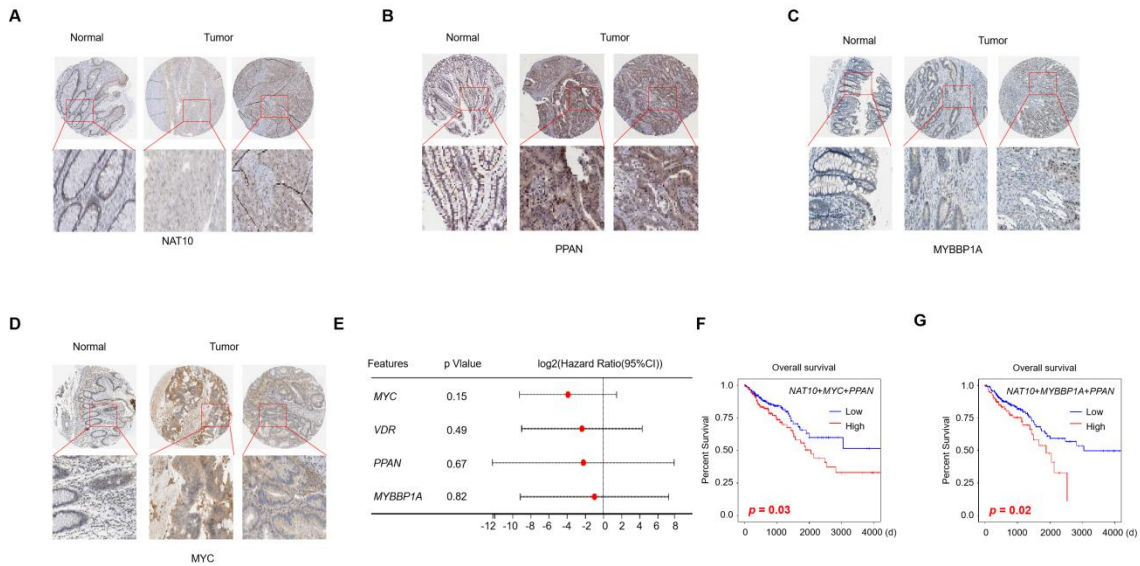 A
Normal
Tumor
NAT10
B
Normal
Tumor
PPAN
C
Normal
Tumor
MYBBP1A
D
Normal
Tumor
MYC
E
Features p Vlalue log2(Hazard Ratio(95%CI))
MYC 0.15
VDR 0.49
PPAN 0.67
MYBBP1A 0.82
-12 -10 -8 -6 -4 -2 0 2 4 6 8
F
Overall survival
NAT10+MYC+PPAN
Low
High
Percent Survival
1.0
0.75
0.50
0.25
0.0
p = 0.03
0 1000 2000 3000 4000 (d)
G
Overall survival
NAT10+MYBBP1A+PPAN
Low
High
Percent Survival
1.0
0.75
0.50
0.25
0.0
p = 0.02
0 1000 2000 3000 4000 (d)